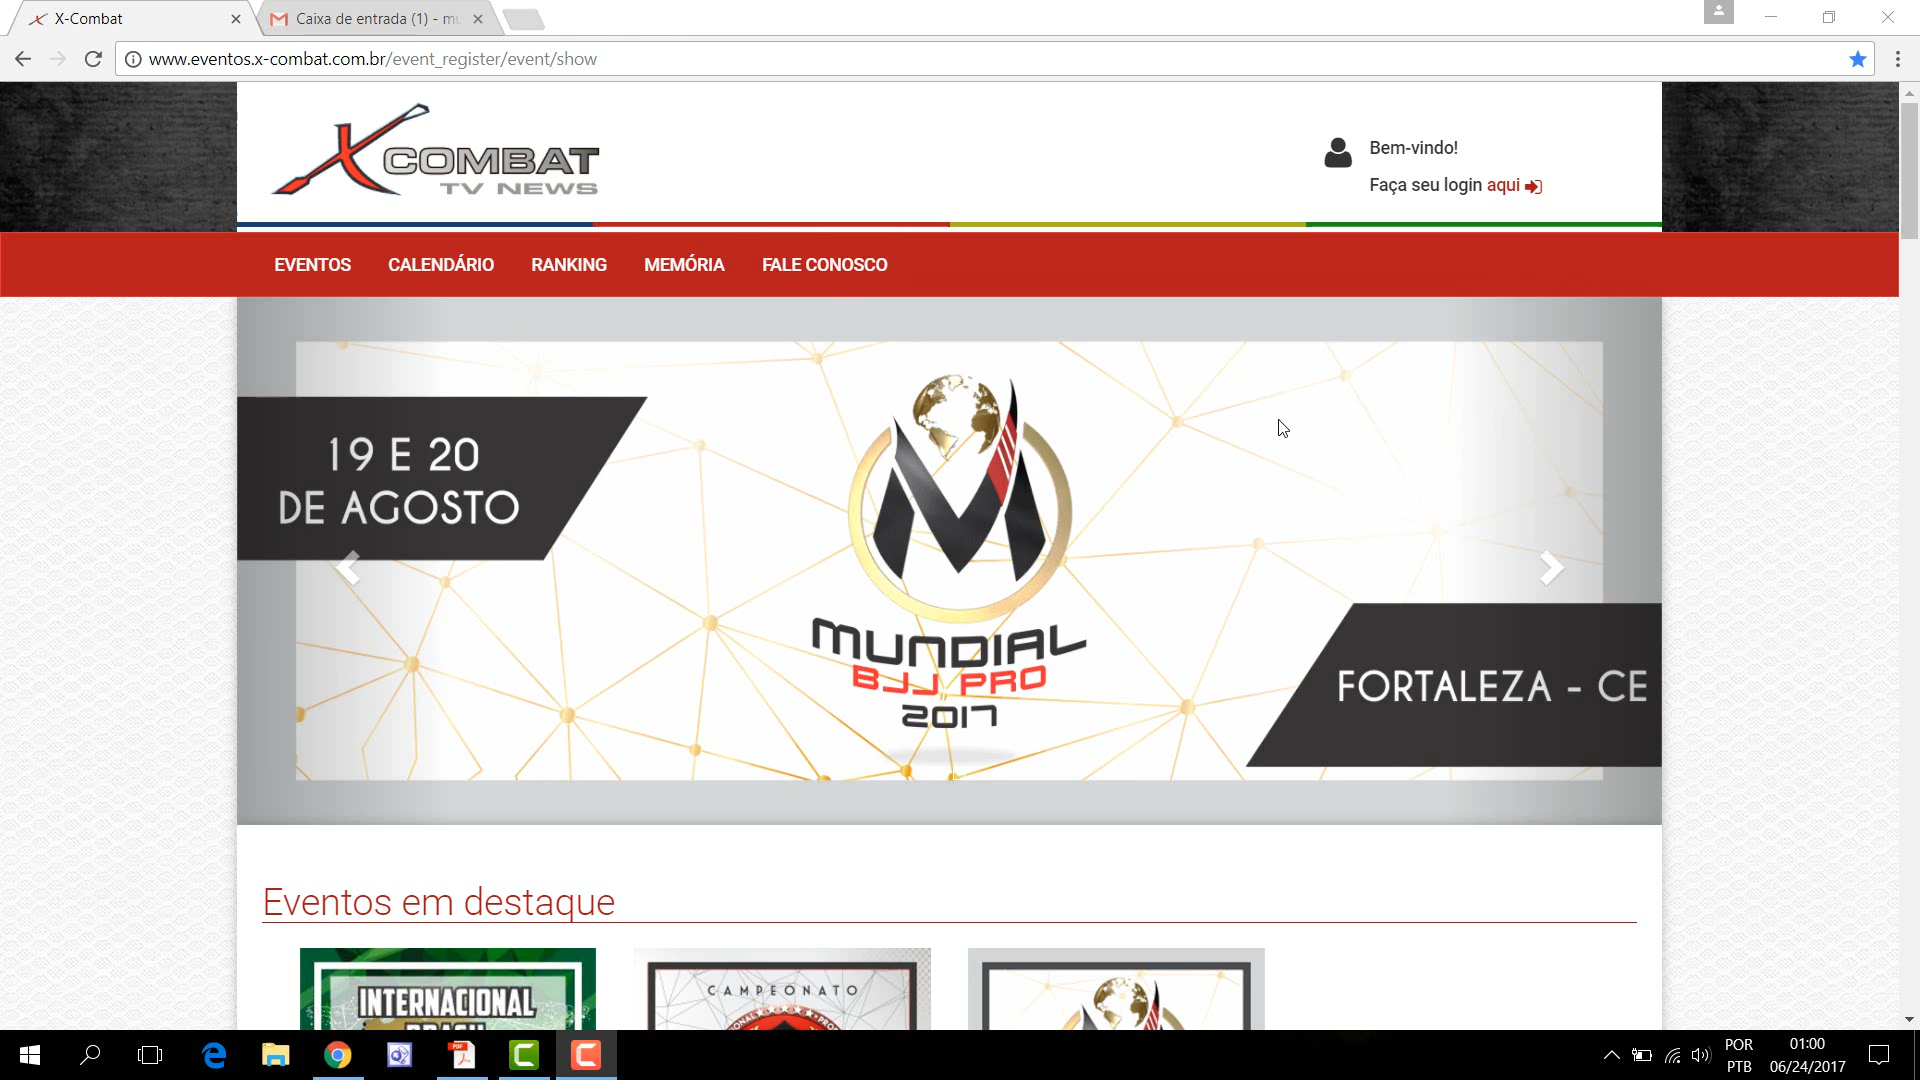 X-Combat
Caixa de entrada (1) - mu
www.eventos.x-combat.com.br/event_register/event/show
X COMBAT
TV NEWS
Bem-vindo!
Faça seu login aqui
EVENTOS
CALENDÁRIO
RANKING
MEMÓRIA
FALE CONOSCO
19 E 20
DE AGOSTO
MUNDIAL
BJJ PRO
2017
FORTALEZA - CE
Eventos em destaque
INTERNACIONAL
CAMPEONATO
POR
PTB
01:00
06/24/2017